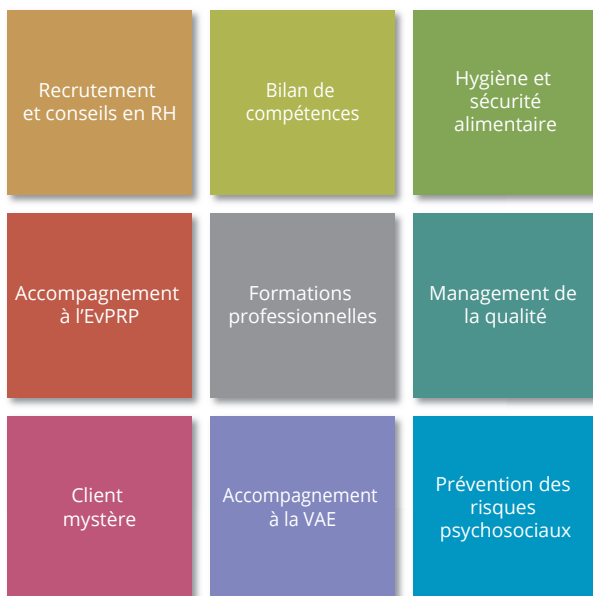 Recrutement
et conseils en RH
Bilan de
compétences
Hygiène et
sécurité
alimentaire
Accompagnement
à l'EvPRP
Formations
professionnelles
Management de
la qualité
Client
mystère
Accompagnement
à la VAE
Prévention des
risques
psychosociaux